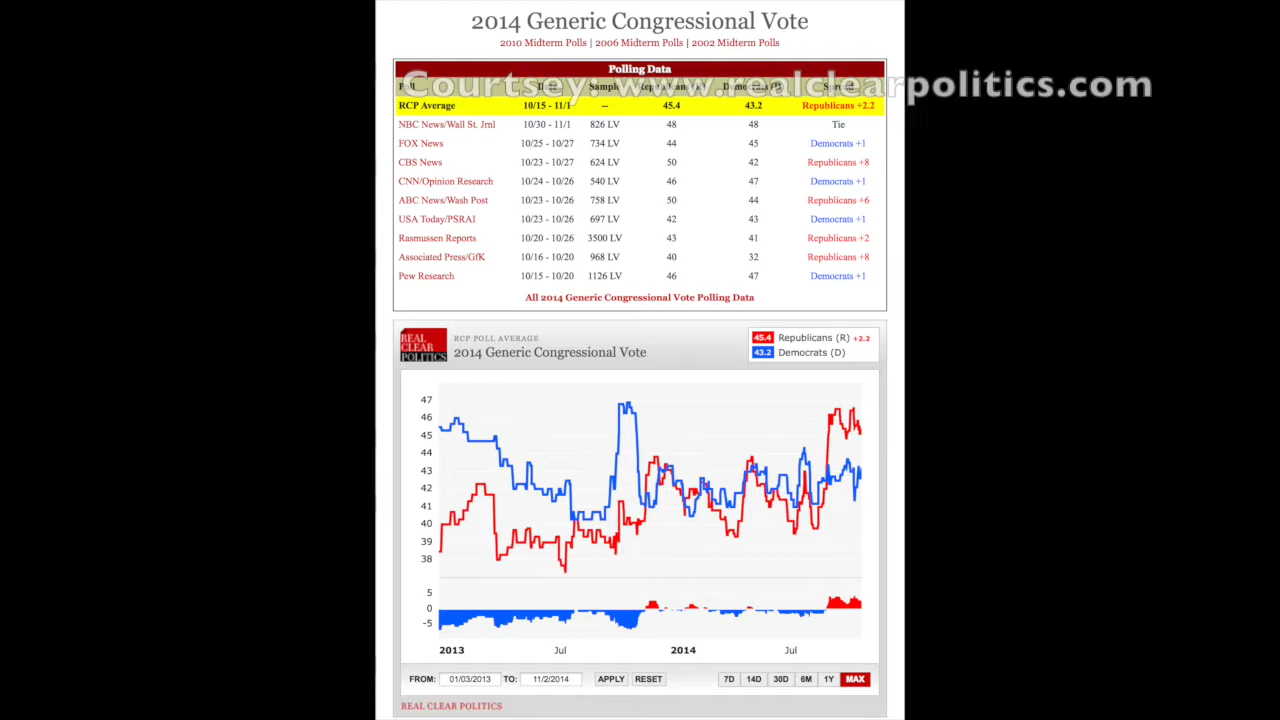 2014 Generic Congressional Vote
2010 Midterm Polls | 2006 Midterm Polls | 2002 Midterm Polls
Polling Data
Courtsey: www.realclearpolitics.com
Poll Date Sample Republicans (R) Democrats (D) Spread
RCP Average 10/15 - 11/1 -- 45.4 43.2 Republicans +2.2
NBC News/Wall St. Jrnl 10/30 - 11/1 826 LV 48 48 Tie
FOX News 10/25 - 10/27 734 LV 44 45 Democrats +1
CBS News 10/23 - 10/27 624 LV 50 42 Republicans +8
CNN/Opinion Research 10/24 - 10/26 540 LV 46 47 Democrats +1
ABC News/Wash Post 10/23 - 10/26 758 LV 50 44 Republicans +6
USA Today/PSRAI 10/23 - 10/26 697 LV 42 43 Democrats +1
Rasmussen Reports 10/20 - 10/26 3500 LV 43 41 Republicans +2
Associated Press/GfK 10/16 - 10/20 968 LV 40 32 Republicans +8
Pew Research 10/15 - 10/20 1126 LV 46 47 Democrats +1
All 2014 Generic Congressional Vote Polling Data
REAL CLEAR POLITICS
RCP POLL AVERAGE
2014 Generic Congressional Vote
45.4 Republicans (R) +2.2
43.2 Democrats (D)
47
46
45
44
43
42
41
40
39
38
5
0
-5
2013 Jul 2014 Jul
FROM: 01/03/2013 TO: 11/2/2014 APPLY RESET 7D 14D 30D 6M 1Y MAX
REAL CLEAR POLITICS